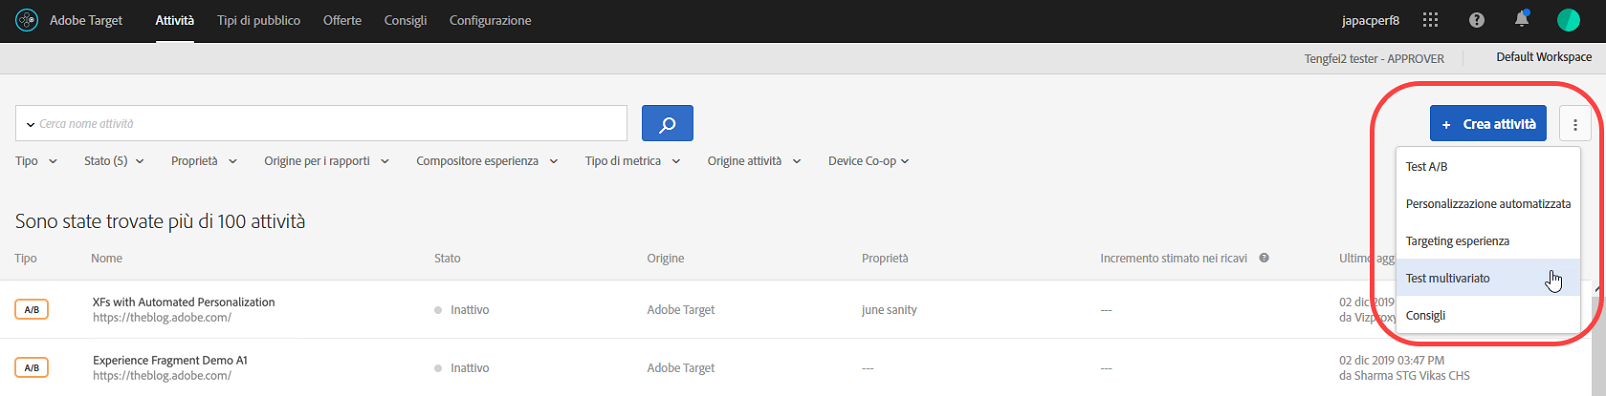 Adobe Target Attività Tipi di pubblico Offerte Consigli Configurazione japacperf8
Tengfei2 tester - APPROVER Default Workspace
Cerca nome attività
+ Crea attività
Tipo Stato (5) Proprietà Origine per i rapporti Compositore esperienza Tipo di metrica Origine attività Device Co-op
Test A/B
Personalizzazione automatizzata
Targeting esperienza
Test multivariato
Consigli
Sono state trovate più di 100 attività
Tipo Nome Stato Origine Proprietà Incremento stimato nei ricavi Ultimo agg
A/B XFs with Automated Personalization Inattivo Adobe Target june sanity --- 02 dic 2019
https://theblog.adobe.com/ da Vizproxy
A/B Experience Fragment Demo A1 Inattivo Adobe Target --- --- 02 dic 2019 03:47 PM
https://theblog.adobe.com/ da Sharma STG Vikas CHS